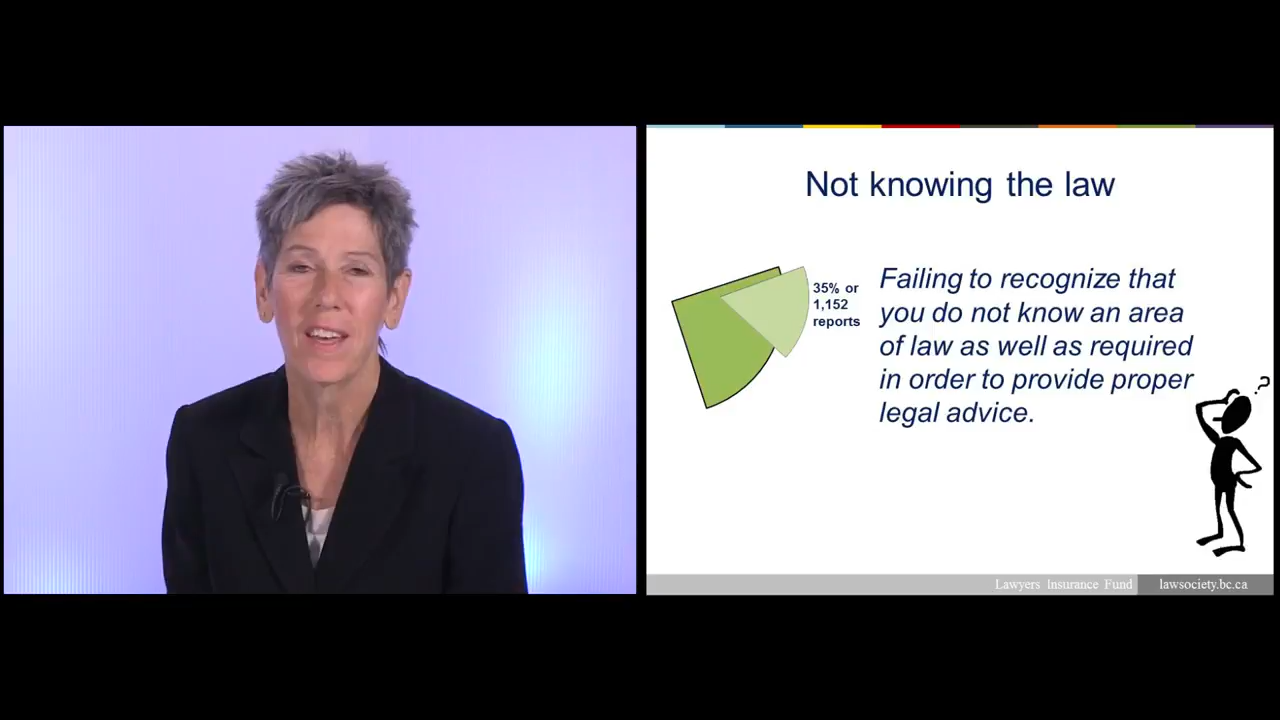 Not knowing the law
35% or
1,152
reports
Failing to recognize that
you do not know an area
of law as well as required
in order to provide proper
legal advice.
?
Lawyers Insurance Fund
lawsociety.bc.ca